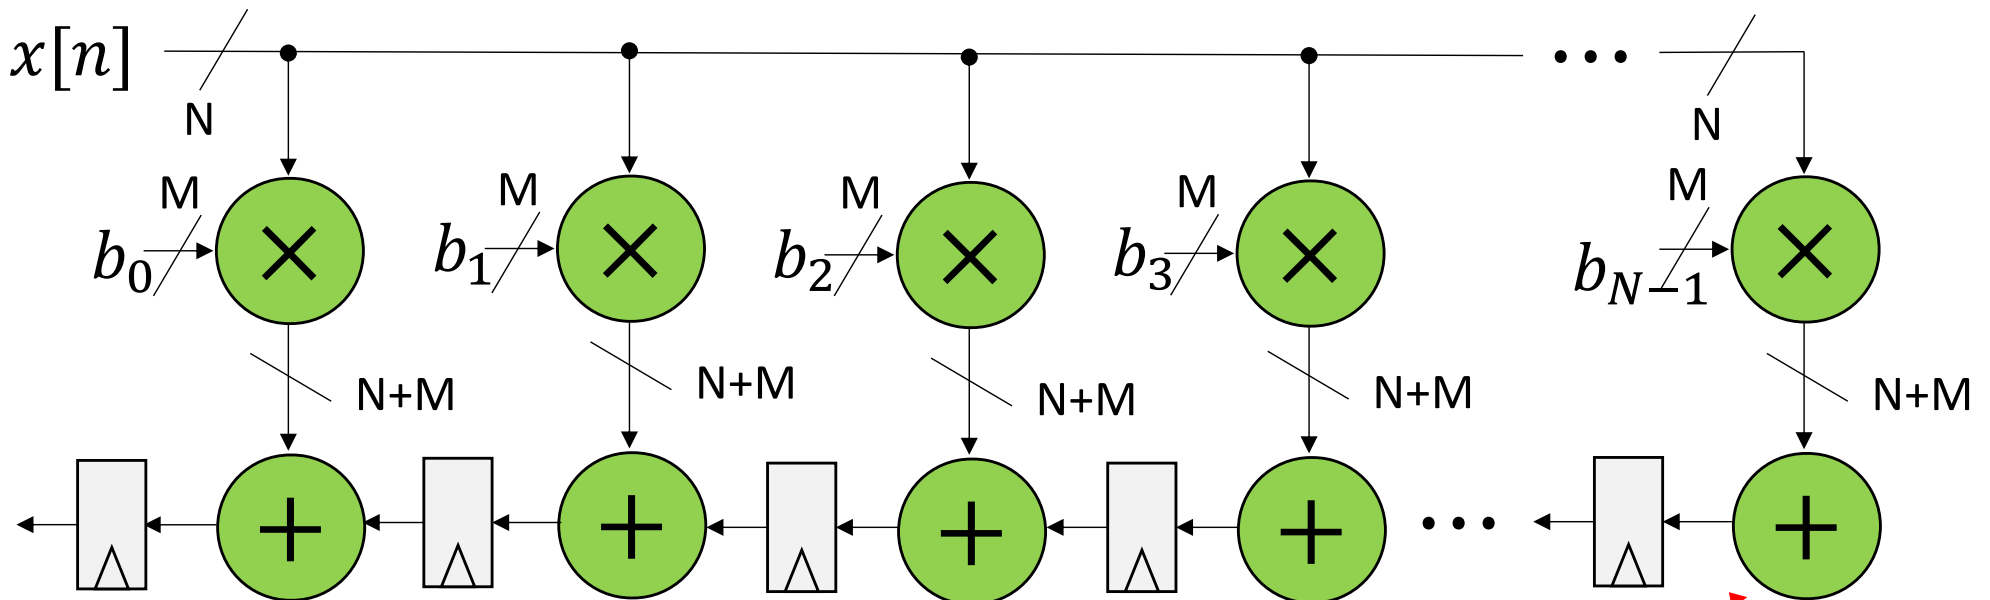 x[n]
N
N
M
M
M
M
M
b₀
b₁
b₂
b₃
bN−1
× × × × ×
N+M
N+M
N+M
N+M
N+M
+ + + + +